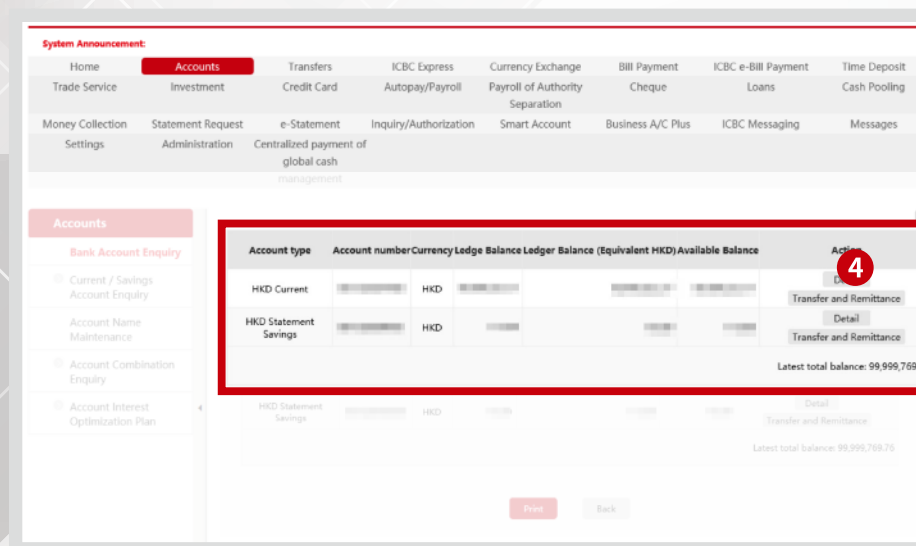 System Announcement:
Home Accounts Transfers ICBC Express Currency Exchange Bill Payment ICBC e-Bill Payment Time Deposit
Trade Service Investment Credit Card Autopay/Payroll Payroll of Authority Separation Cheque Loans Cash Pooling
Money Collection Statement Request e-Statement Inquiry/Authorization Smart Account Business A/C Plus ICBC Messaging Messages
Settings Administration Centralized payment of global cash management
Accounts
Bank Account Enquiry
Current / Savings
Account Enquiry
Account Name
Maintenance
Account Combination
Enquiry
Account Interest
Optimization Plan
Account type Account number Currency Ledge Balance Ledger Balance (Equivalent HKD) Available Balance Action
4
HKD Current HKD
Transfer and Remittance
HKD Statement Savings HKD Detail
Transfer and Remittance
Latest total balance: 99,999,769
HKD Statement Savings HKD Detail
Transfer and Remittance
Latest total balance: 99,999,769.76
Print Back